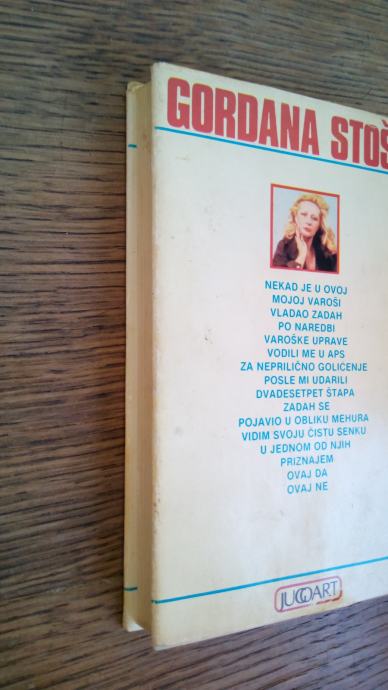 GORDANA STOŠ
NEKAD JE U OVOJ
MOJOJ VAROŠI
VLADAO ZADAH
PO NAREDBI
VAROŠKE UPRAVE
VODILI ME U APS
ZA NEPRILIČNO GOLICENJE
POSLE MI UDARILI
DVADESETPET ŠTAPA
ZADAH SE
POJAVIO U OBLIKU MEHURA
VIDIM SVOJU ČISTU SENKU
U JEDNOM OD NJIH
PRIZNAJEM
OVAJ DA
OVAJ NE
JUGOART